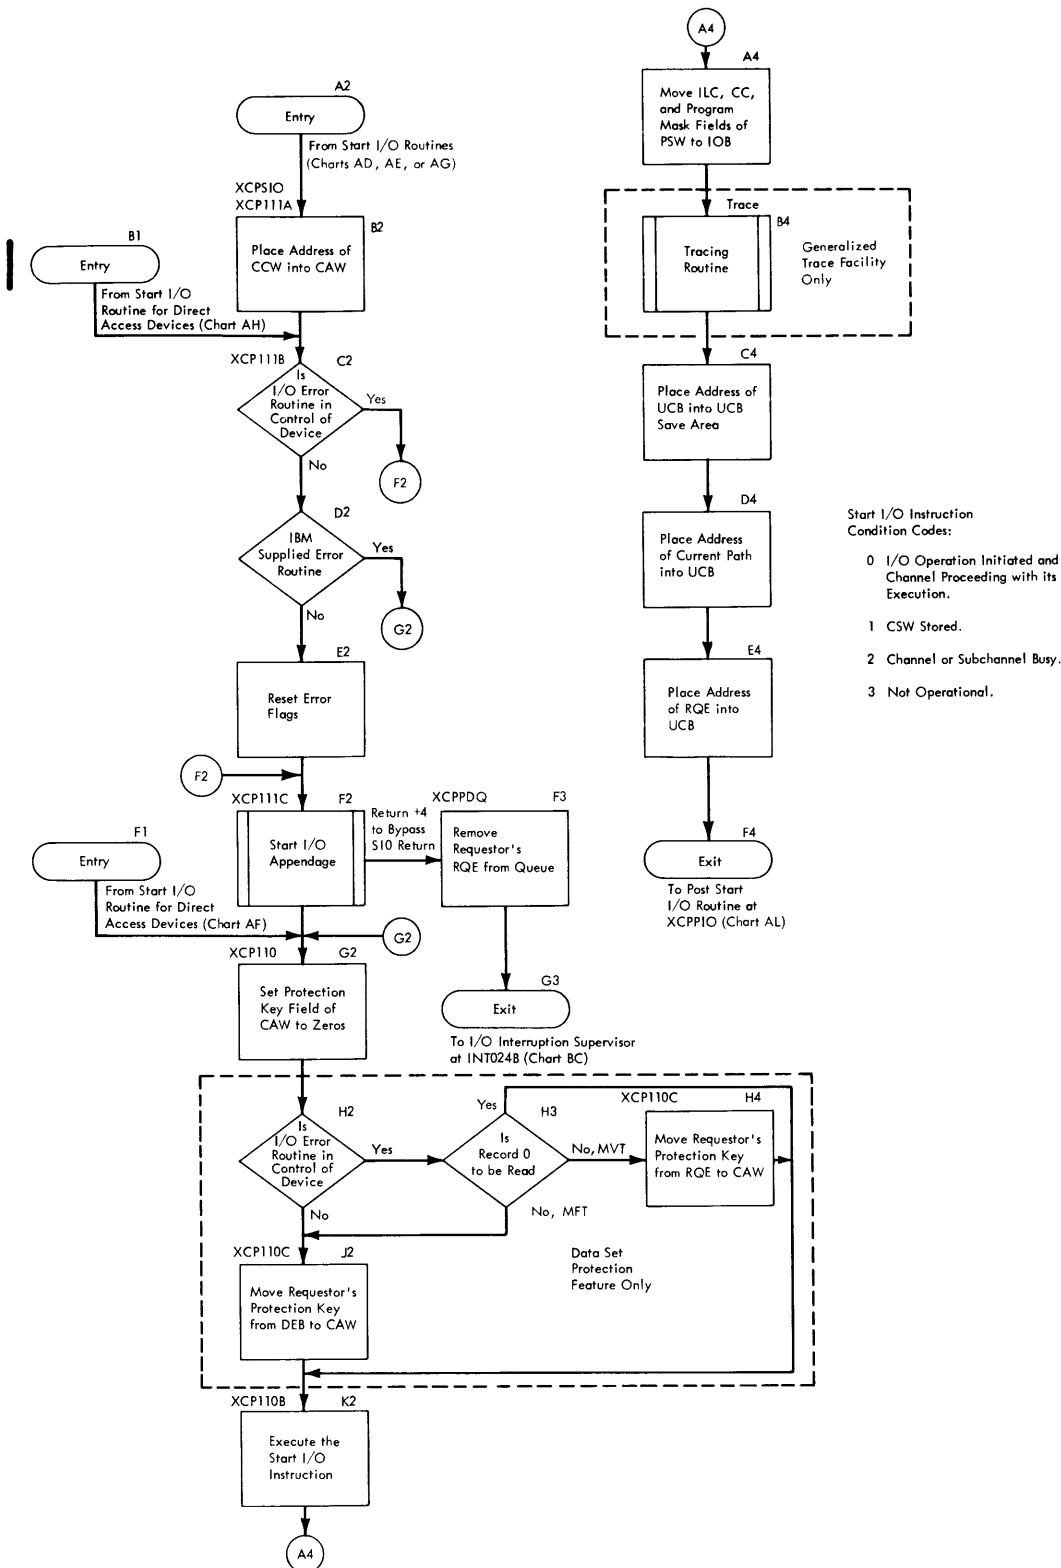 A2
Entry
From Start I/O Routines
(Charts AD, AE, or AG)
XCPSIO
XCP111A
B2
Place Address of
CCW into CAW
B1
Entry
From Start I/O
Routine for Direct
Access Devices (Chart AH)
XCP111B
C2
Is
I/O Error
Routine in
Control of
Device
Yes
F2
No
D2
IBM
Supplied Error
Routine
Yes
G2
No
E2
Reset Error
Flags
F2
XCP111C
F2
Start I/O
Appendage
Return +4
to Bypass
SIO Return
XCPPDQ
F3
Remove
Requestor's
RQE from Queue
F1
Entry
From Start I/O
Routine for Direct
Access Devices (Chart AF)
G2
XCP110
G2
Set Protection
Key Field of
CAW to Zeros
G3
Exit
To I/O Interruption Supervisor
at INT024B (Chart BC)
H2
Is
I/O Error
Routine in
Control of
Device
Yes
No
Yes
H3
Is
Record 0
to be Read
No, MVT
No, MFT
XCP110C
H4
Move Requestor's
Protection Key
from RQE to CAW
XCP110C
J2
Move Requestor's
Protection Key
from DEB to CAW
Data Set
Protection
Feature Only
XCP110B
K2
Execute the
Start I/O
Instruction
A4
A4
A4
Move ILC, CC,
and Program
Mask Fields of
PSW to IOB
Trace
B4
Tracing
Routine
Generalized
Trace Facility
Only
C4
Place Address of
UCB into UCB
Save Area
D4
Place Address
of Current Path
into UCB
E4
Place Address
of RQE into
UCB
F4
Exit
To Post Start
I/O Routine at
XCPPIO (Chart AL)
Start I/O Instruction
Condition Codes:
0 I/O Operation Initiated and
Channel Proceeding with its
Execution.
1 CSW Stored.
2 Channel or Subchannel Busy.
3 Not Operational.